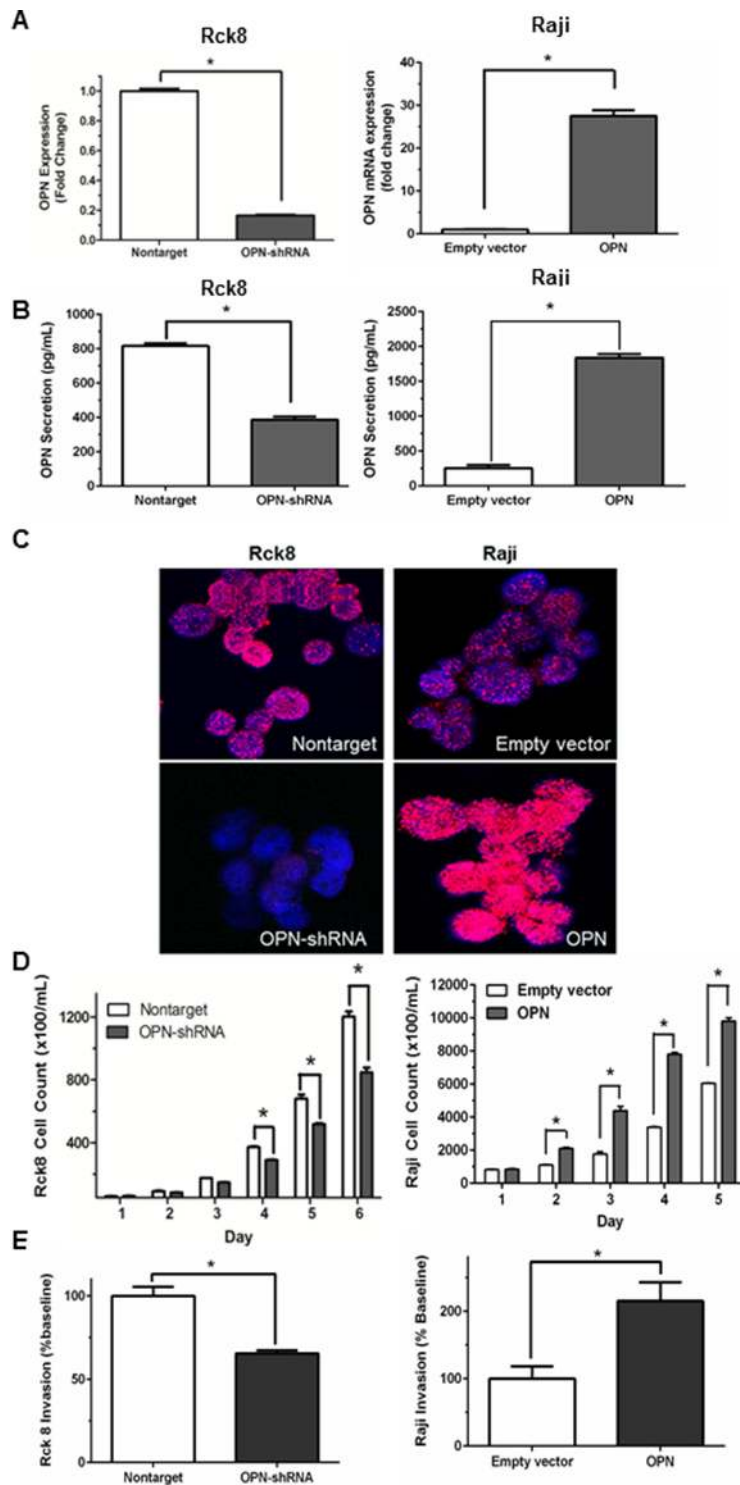 A
Rck8
Raji
*
*
OPN Expression
(Fold Change)
1.0
0.8
0.6
0.4
0.2
0.0
Nontarget
OPN-shRNA
OPN mRNA expression
(fold change)
40
30
20
10
0
Empty vector
OPN
B
Rck8
Raji
*
*
OPN Secretion (pg/mL)
1000
800
600
400
200
0
Nontarget
OPN-shRNA
OPN Secretion (pg/mL)
2500
2000
1500
1000
500
0
Empty vector
OPN
C
Rck8
Raji
Nontarget
Empty vector
OPN-shRNA
OPN
D
Rck8 Cell Count (x100/mL)
1200
800
400
Nontarget
OPN-shRNA
*
*
*
1 2 3 4 5 6
Day
Raji Cell Count (x100/mL)
12000
10000
8000
6000
4000
2000
0
Empty vector
OPN
*
*
*
*
1 2 3 4 5
Day
E
Rck 8 Invasion (%baseline)
100
50
0
*
Nontarget
OPN-shRNA
Raji Invasion (% Baseline)
200
100
0
*
Empty vector
OPN